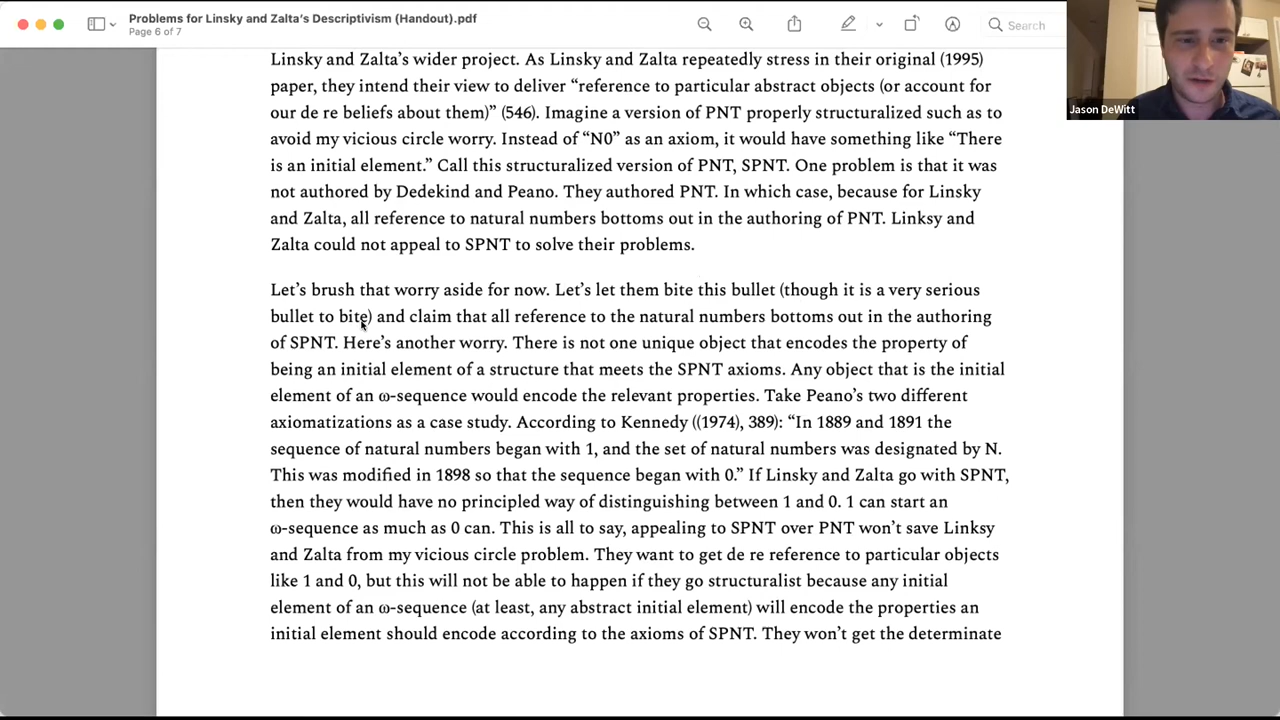 Problems for Linsky and Zalta’s Descriptivism (Handout).pdf
Page 6 of 7
Search
Jason DeWitt
Linsky and Zalta’s wider project. As Linsky and Zalta repeatedly stress in their original (1995)
paper, they intend their view to deliver “reference to particular abstract objects (or account for
our de re beliefs about them)” (546). Imagine a version of PNT properly structuralized such as to
avoid my vicious circle worry. Instead of “N0” as an axiom, it would have something like “There
is an initial element.” Call this structuralized version of PNT, SPNT. One problem is that it was
not authored by Dedekind and Peano. They authored PNT. In which case, because for Linsky
and Zalta, all reference to natural numbers bottoms out in the authoring of PNT. Linksy and
Zalta could not appeal to SPNT to solve their problems.
Let’s brush that worry aside for now. Let’s let them bite this bullet (though it is a very serious
bullet to bite) and claim that all reference to the natural numbers bottoms out in the authoring
of SPNT. Here’s another worry. There is not one unique object that encodes the property of
being an initial element of a structure that meets the SPNT axioms. Any object that is the initial
element of an ω-sequence would encode the relevant properties. Take Peano’s two different
axiomatizations as a case study. According to Kennedy ((1974), 389): “In 1889 and 1891 the
sequence of natural numbers began with 1, and the set of natural numbers was designated by N.
This was modified in 1898 so that the sequence began with 0.” If Linsky and Zalta go with SPNT,
then they would have no principled way of distinguishing between 1 and 0. 1 can start an
ω-sequence as much as 0 can. This is all to say, appealing to SPNT over PNT won’t save Linsky
and Zalta from my vicious circle problem. They want to get de re reference to particular objects
like 1 and 0, but this will not be able to happen if they go structuralist because any initial
element of an ω-sequence (at least, any abstract initial element) will encode the properties an
initial element should encode according to the axioms of SPNT. They won’t get the determinate